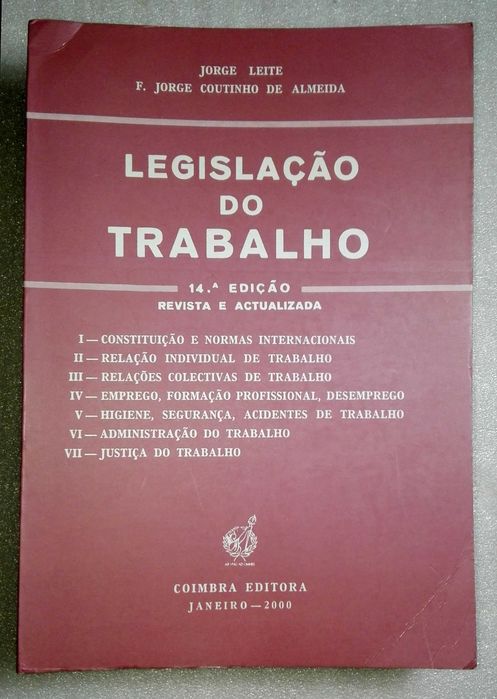 JORGE LEITE
F. JORGE COUTINHO DE ALMEIDA
LEGISLAÇÃO
DO
TRABALHO
14.ª EDIÇÃO
REVISTA E ACTUALIZADA
I — CONSTITUIÇÃO E NORMAS INTERNACIONAIS
II — RELAÇÃO INDIVIDUAL DE TRABALHO
III — RELAÇÕES COLECTIVAS DE TRABALHO
IV — EMPREGO, FORMAÇÃO PROFISSIONAL, DESEMPREGO
V — HIGIENE, SEGURANÇA, ACIDENTES DE TRABALHO
VI — ADMINISTRAÇÃO DO TRABALHO
VII — JUSTIÇA DO TRABALHO
COIMBRA EDITORA
JANEIRO — 2000